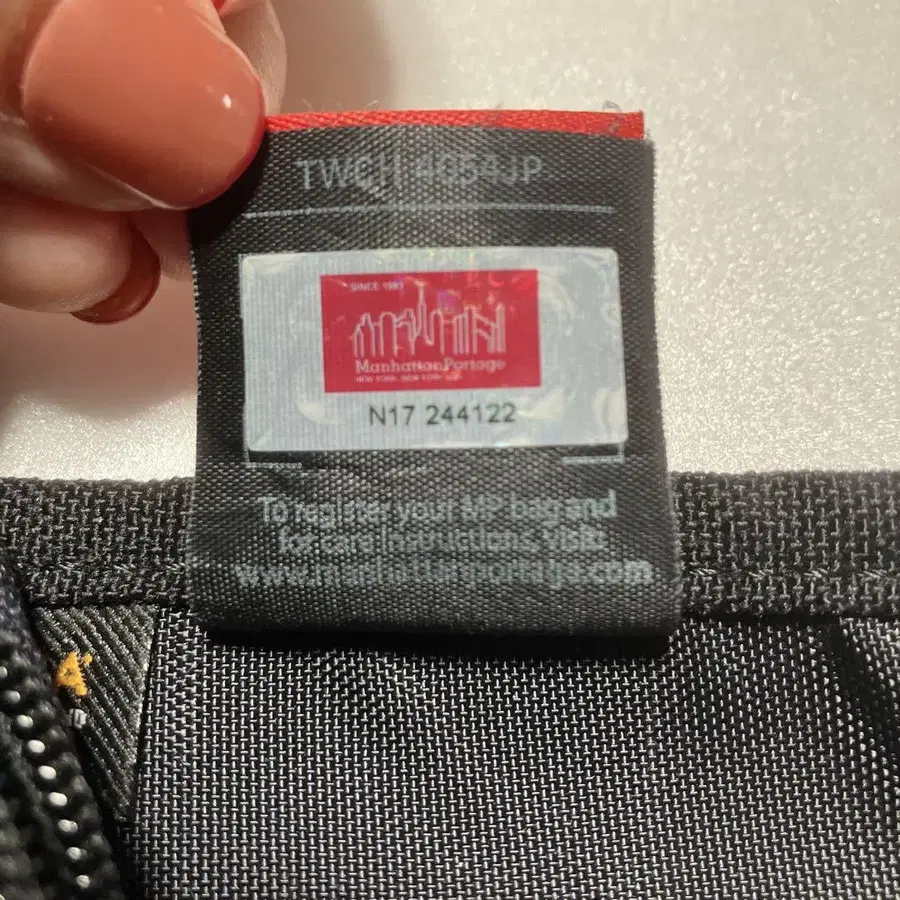 TWCH 4054JP
SINCE 1983
ManhattanPortage
NEW YORK, NEW YORK
N17 244122
To register your MP bag and
for care instructions, visit:
www.manhattanportage.com